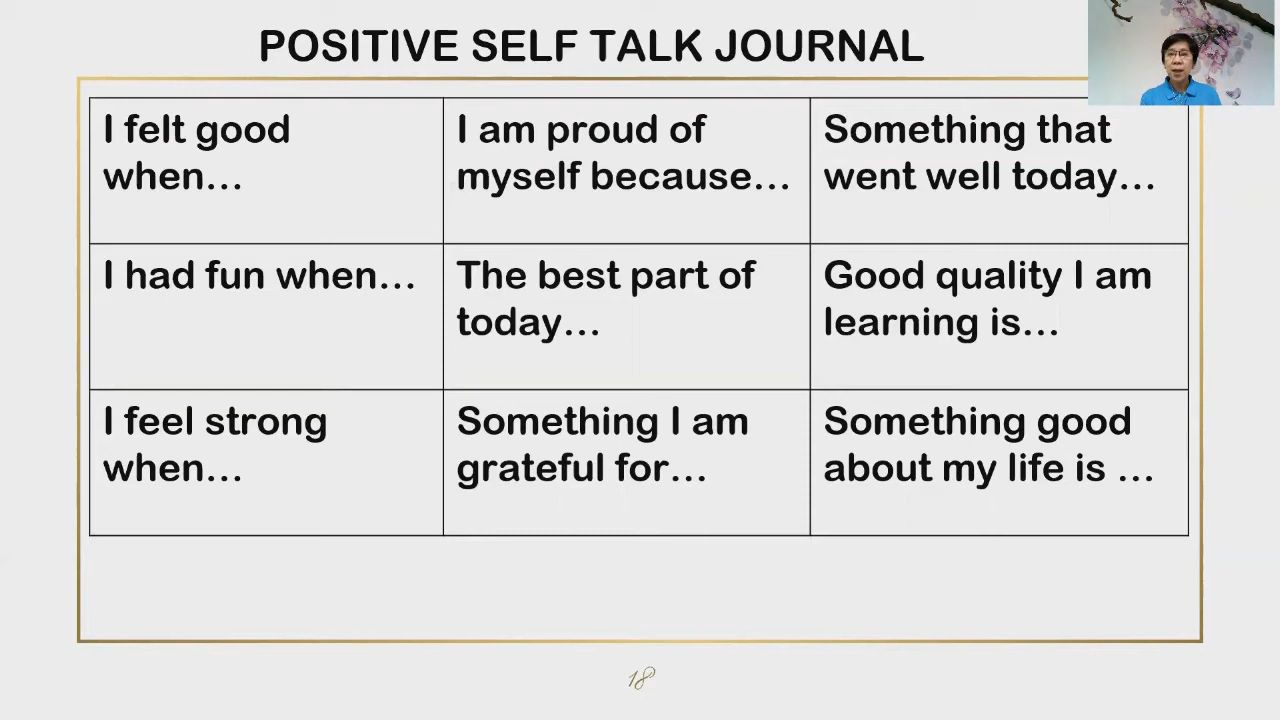 POSITIVE SELF TALK JOURNAL
I felt good
when...
I am proud of
myself because...
Something that
went well today...
I had fun when...
The best part of
today...
Good quality I am
learning is...
I feel strong
when...
Something I am
grateful for...
Something good
about my life is ...
18